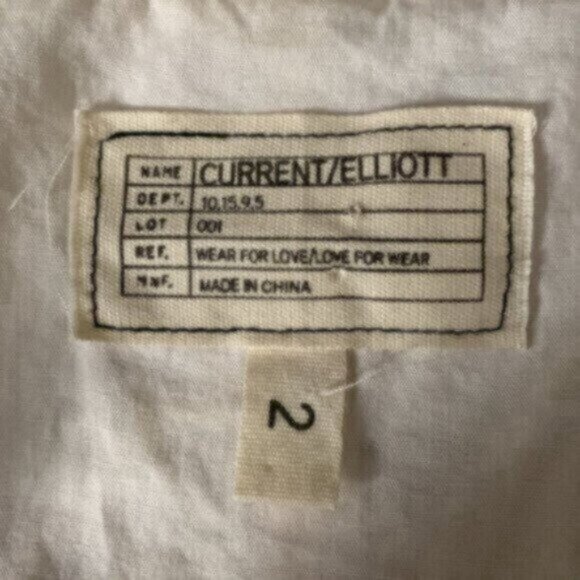 NAME CURRENT/ELLIOTT
DEPT. 10.15.9.5
LOT 001
REF. WEAR FOR LOVE/LOVE FOR WEAR
MNF. MADE IN CHINA
2